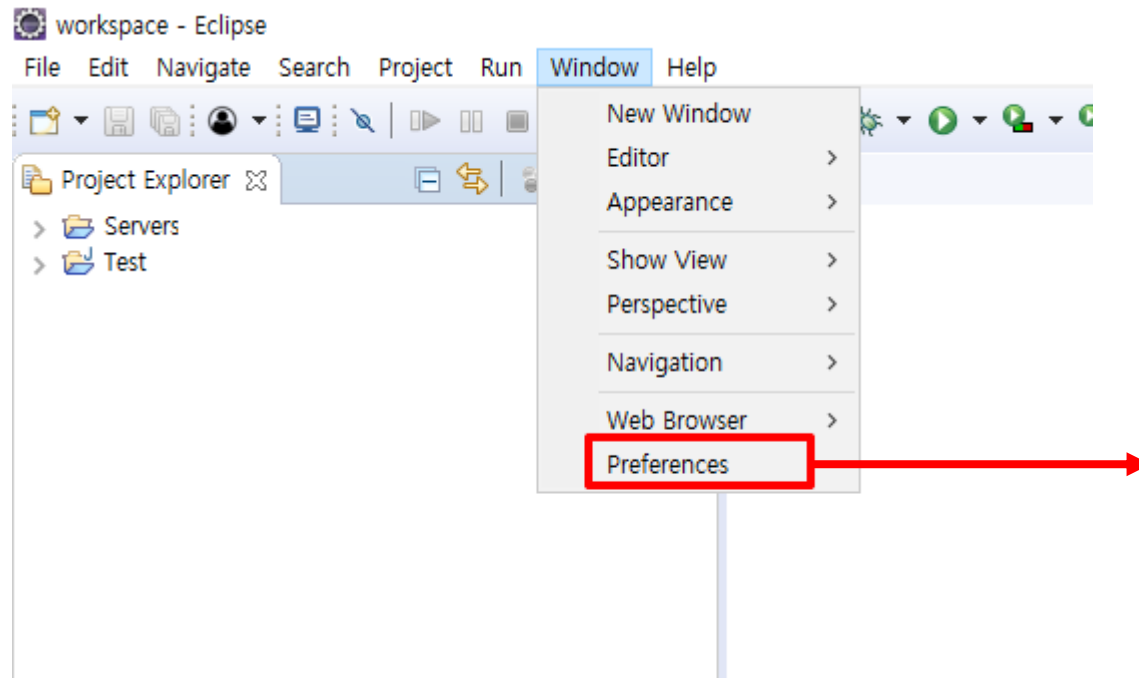 workspace - Eclipse
File Edit Navigate Search Project Run Window Help
New Window
Editor
Appearance
Show View
Perspective
Navigation
Web Browser
Preferences
Project Explorer
Servers
Test